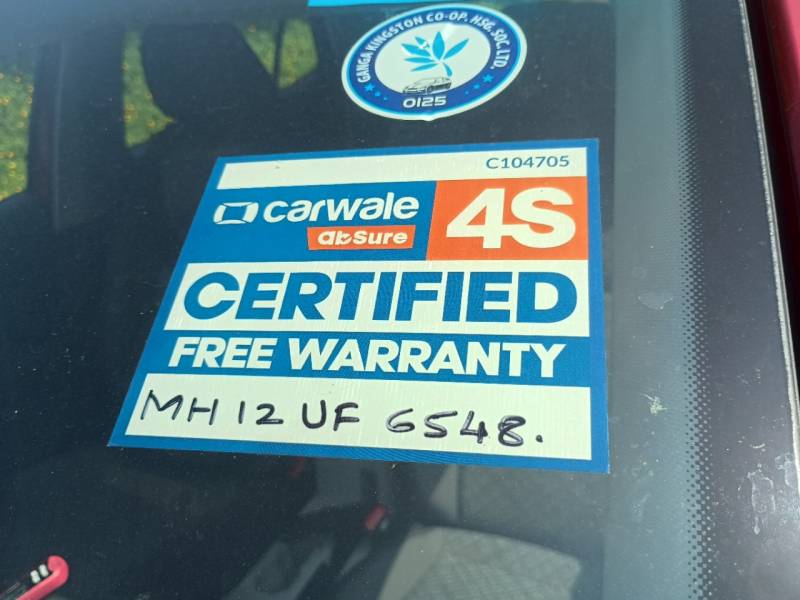 GANGA KINGSTON CO-OP. HSG. SOC. LTD.
0125
C104705
carwale
abSure
4S
CERTIFIED
FREE WARRANTY
MH 12 UF 6548.